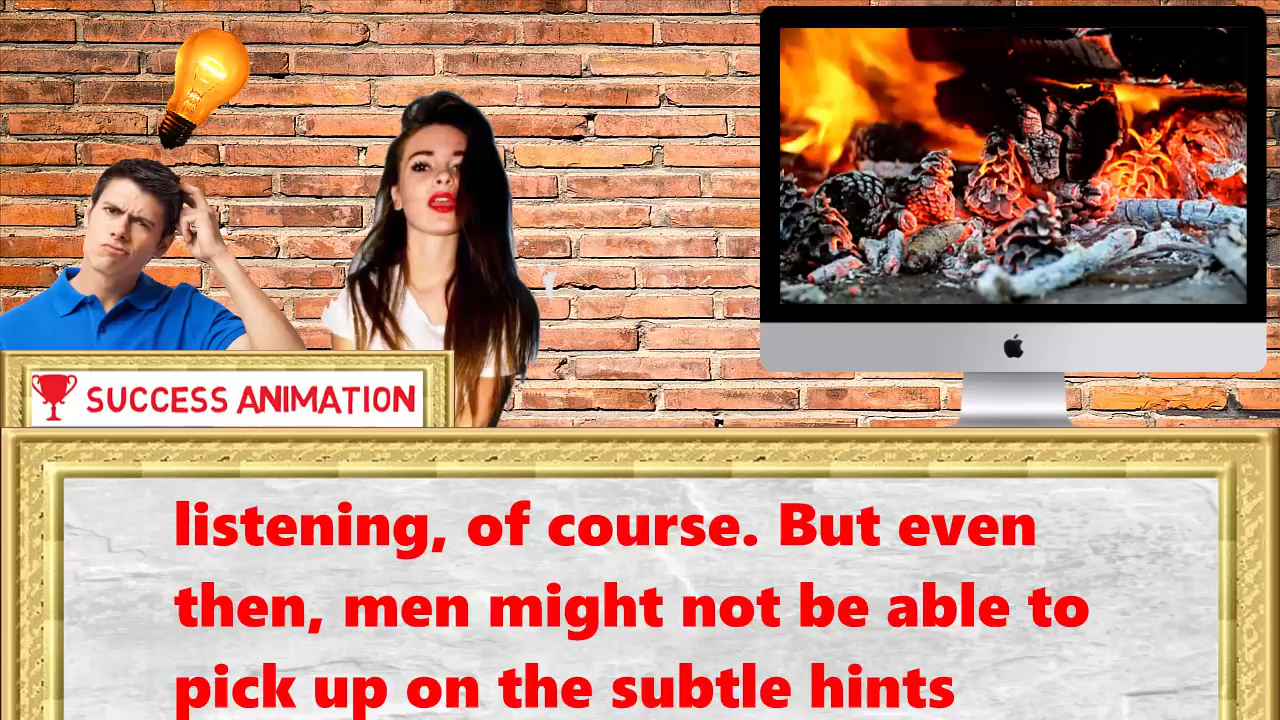 SUCCESS ANIMATION
listening, of course. But even
then, men might not be able to
pick up on the subtle hints